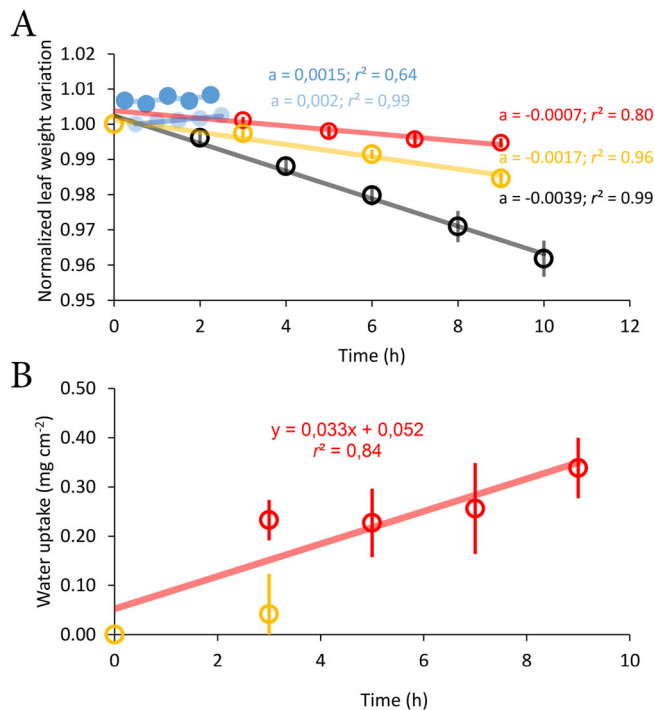 A
Normalized leaf weight variation
1.02
1.01
1.00
0.99
0.98
0.97
0.96
0.95
a = 0,0015; r² = 0,64
a = 0,002; r² = 0,99
a = -0.0007; r² = 0.80
a = -0.0017; r² = 0.96
a = -0.0039; r² = 0.99
0 2 4 6 8 10 12
Time (h)
B
Water uptake (mg cm⁻²)
0.50
0.40
0.30
0.20
0.10
0.00
y = 0,033x + 0,052
r² = 0,84
0 2 4 6 8 10
Time (h)